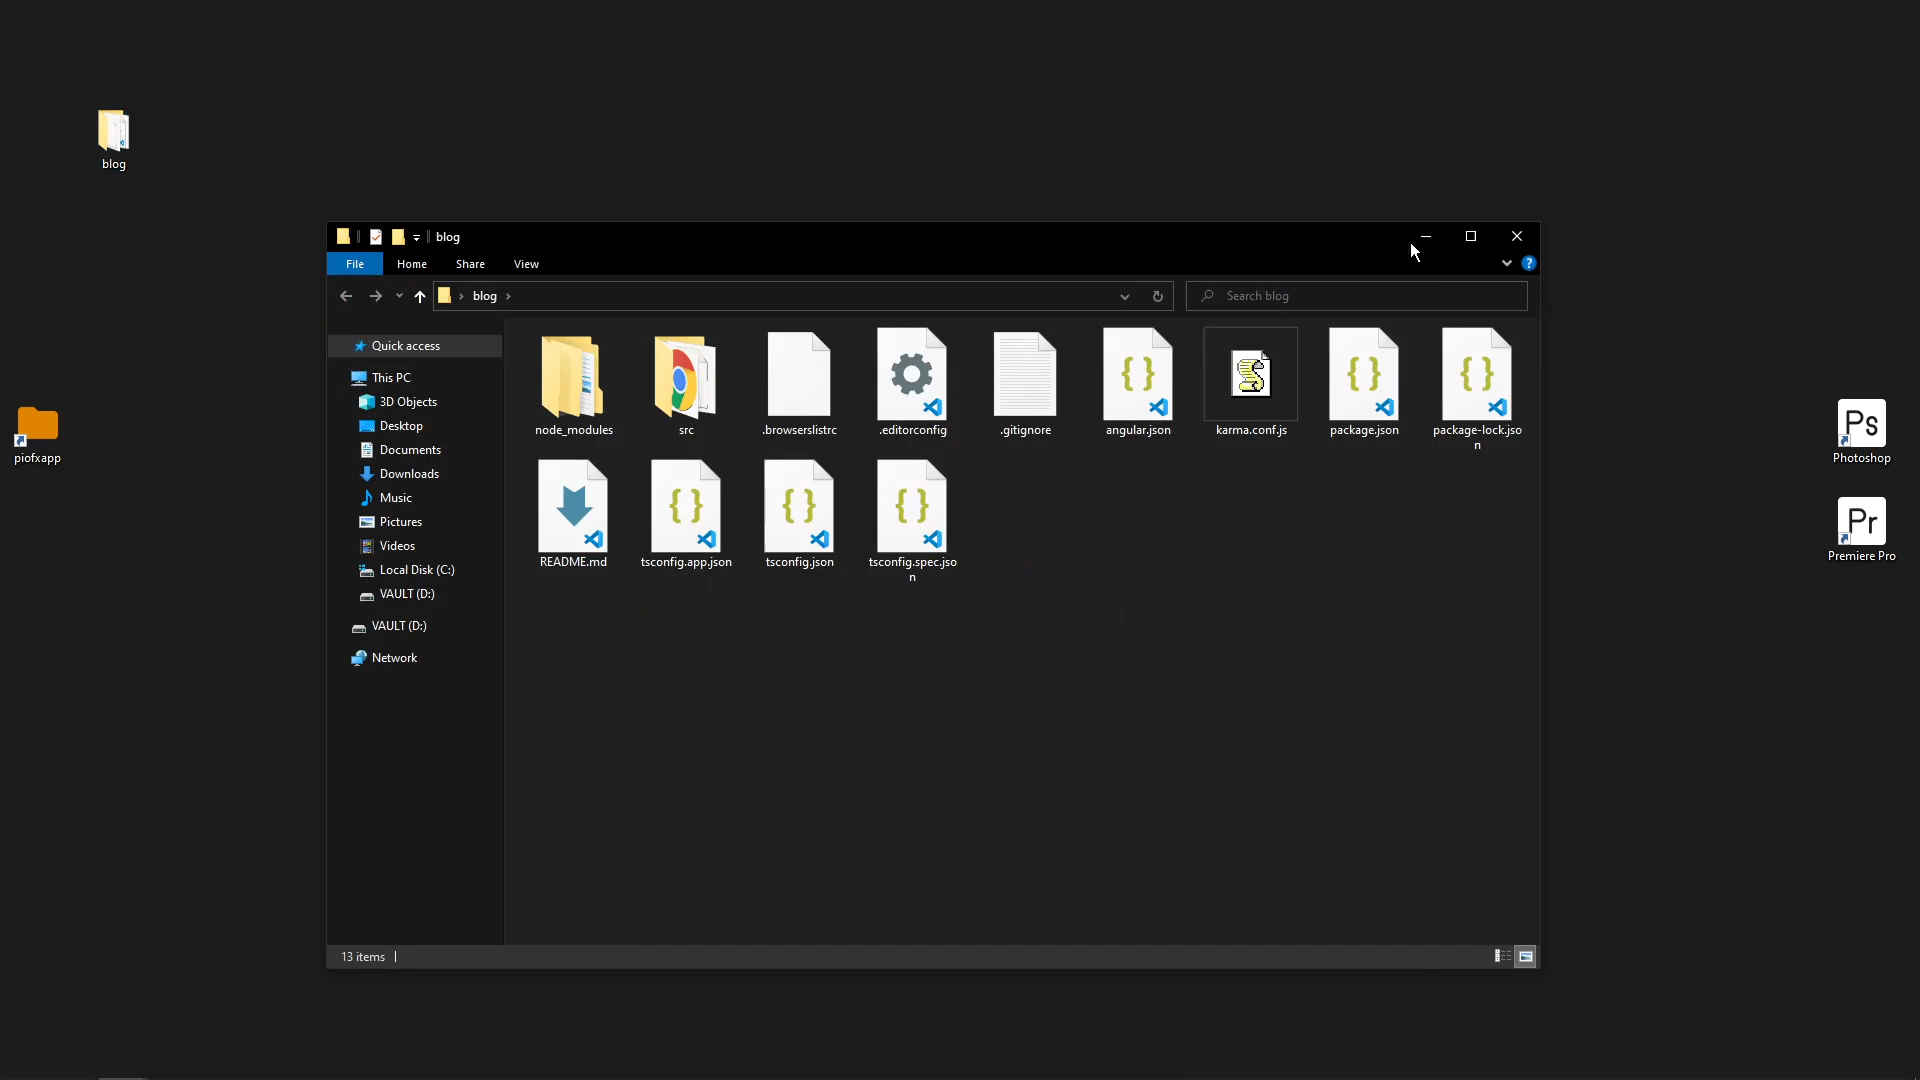 blog
piofxapp
blog
File
Home
Share
View
?
blog
Search blog
Quick access
This PC
3D Objects
Desktop
Documents
Downloads
Music
Pictures
Videos
Local Disk (C:)
VAULT (D:)
VAULT (D:)
Network
node_modules
src
.browserslistrc
.editorconfig
.gitignore
{ }
angular.json
karma.conf.js
{ }
package.json
{ }
package-lock.jso
n
README.md
{ }
tsconfig.app.json
{ }
tsconfig.json
{ }
tsconfig.spec.jso
n
13 items
Ps
Photoshop
Pr
Premiere Pro